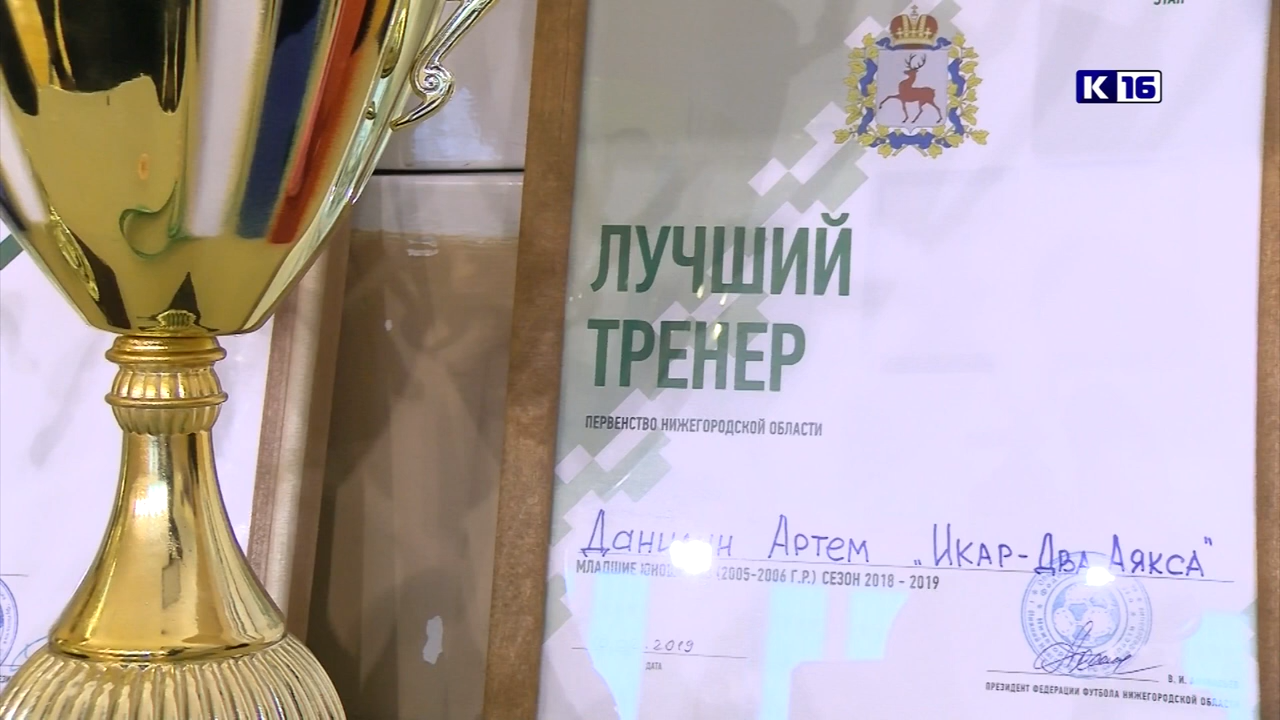 К 16
ЛУЧШИЙ
ТРЕНЕР
ПЕРВЕНСТВО НИЖЕГОРОДСКОЙ ОБЛАСТИ
Артем „Икар-Два Аякса"
МЛАДШИЕ (2005-2006 Г.Р.) СЕЗОН 2018 - 2019
.2019
ДАТА
В. И.
ПРЕЗИДЕНТ ФЕДЕРАЦИИ ФУТБОЛА НИЖЕГОРОДСКОЙ